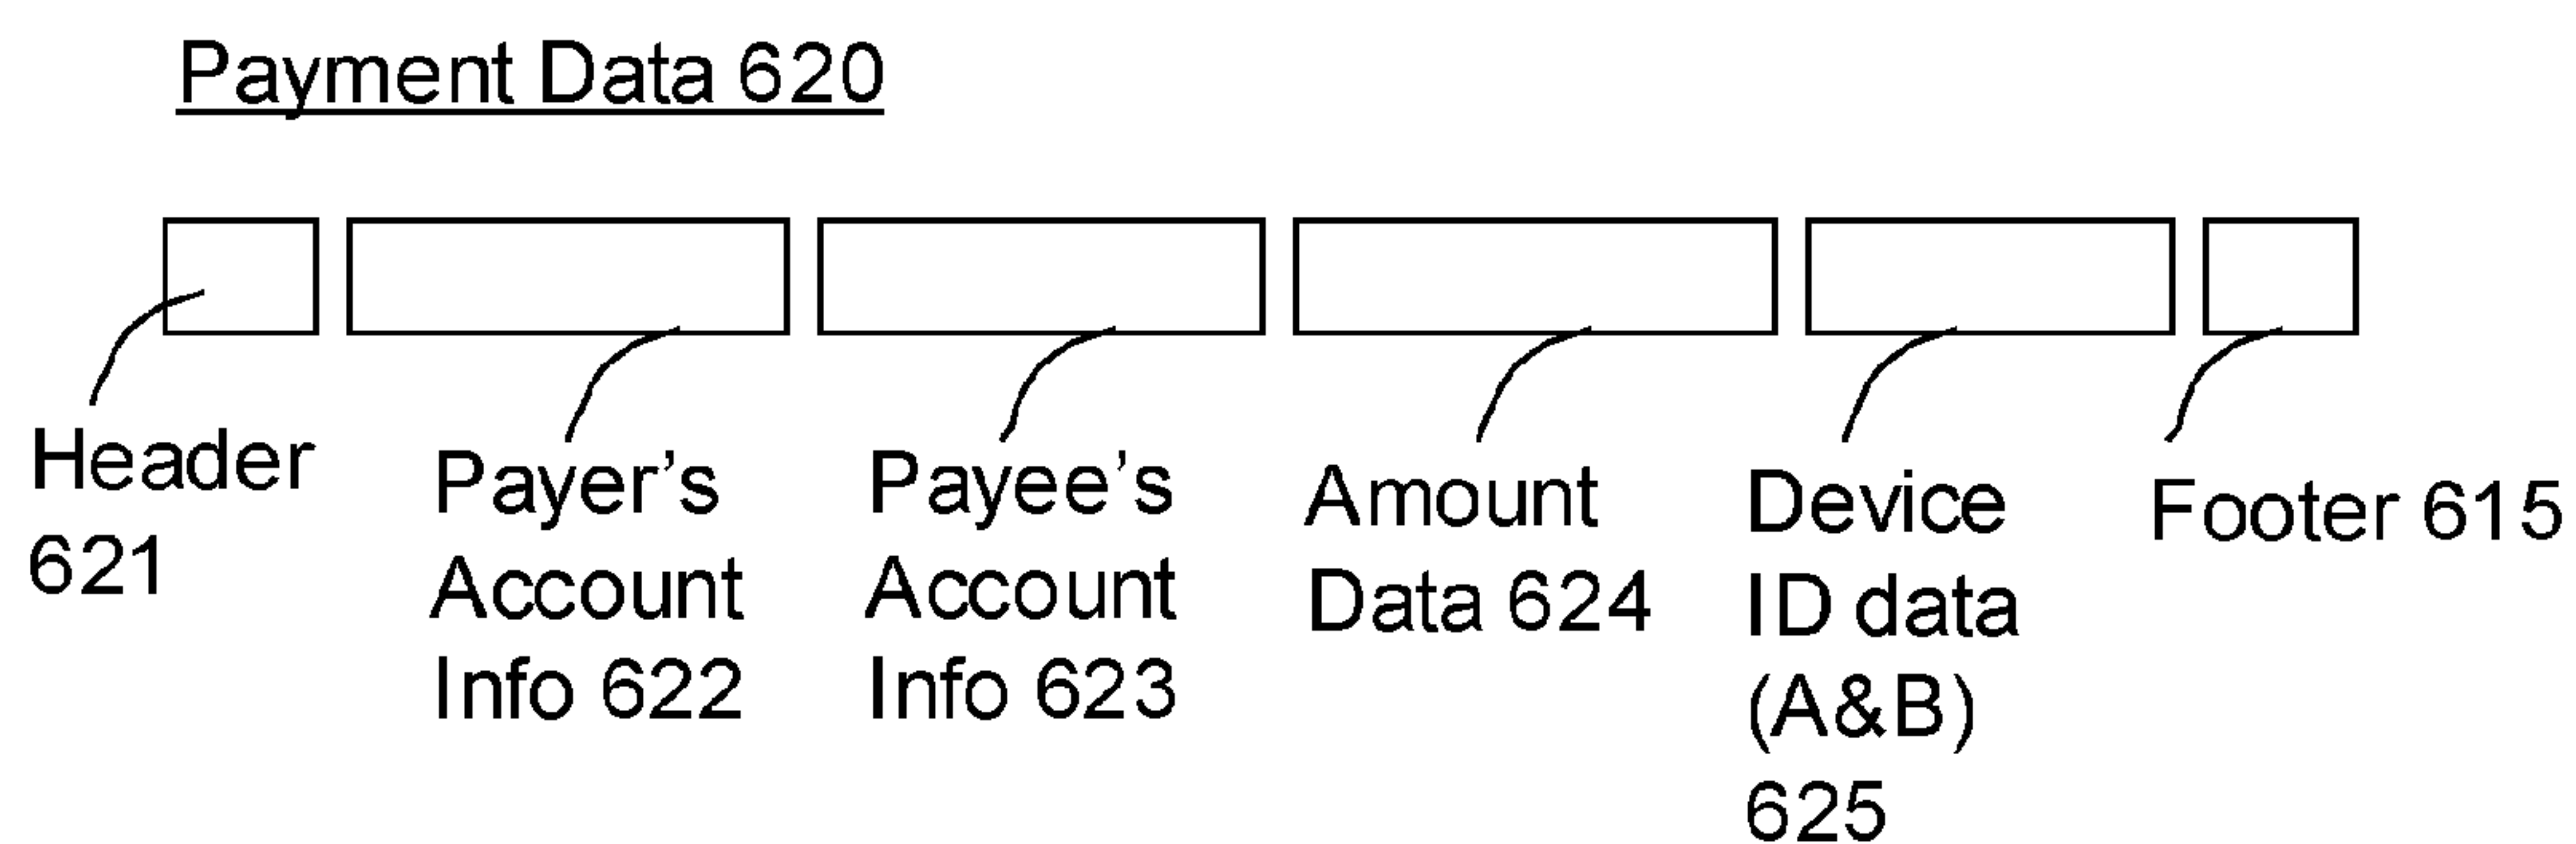 Payment Data 620
Header
621
Payer's
Account
Info 622
Payee's
Account
Info 623
Amount
Data 624
Device
ID data
(A&B)
625
Footer 615